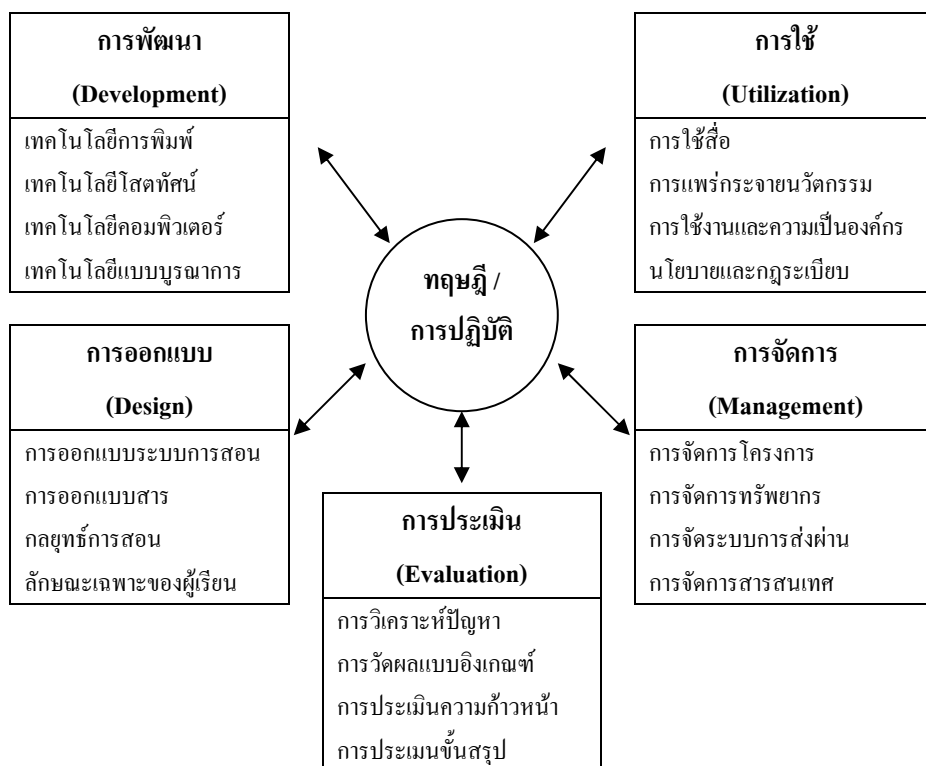 การพัฒนา
(Development)
เทคโนโลยีการพิมพ์
เทคโนโลยีโสตทัศน์
เทคโนโลยีคอมพิวเตอร์
เทคโนโลยีแบบบูรณาการ
การใช้
(Utilization)
การใช้สื่อ
การแพร่กระจายนวัตกรรม
การใช้งานและความเป็นองค์กร
นโยบายและกฎระเบียบ
ทฤษฎี /
การปฏิบัติ
การออกแบบ
(Design)
การออกแบบระบบการสอน
การออกแบบสาร
กลยุทธ์การสอน
ลักษณะเฉพาะของผู้เรียน
การจัดการ
(Management)
การจัดการโครงการ
การจัดการทรัพยากร
การจัดระบบการส่งผ่าน
การจัดการสารสนเทศ
การประเมิน
(Evaluation)
การวิเคราะห์ปัญหา
การวัดผลแบบอิงเกณฑ์
การประเมินความก้าวหน้า
การประเมนขั้นสรุป